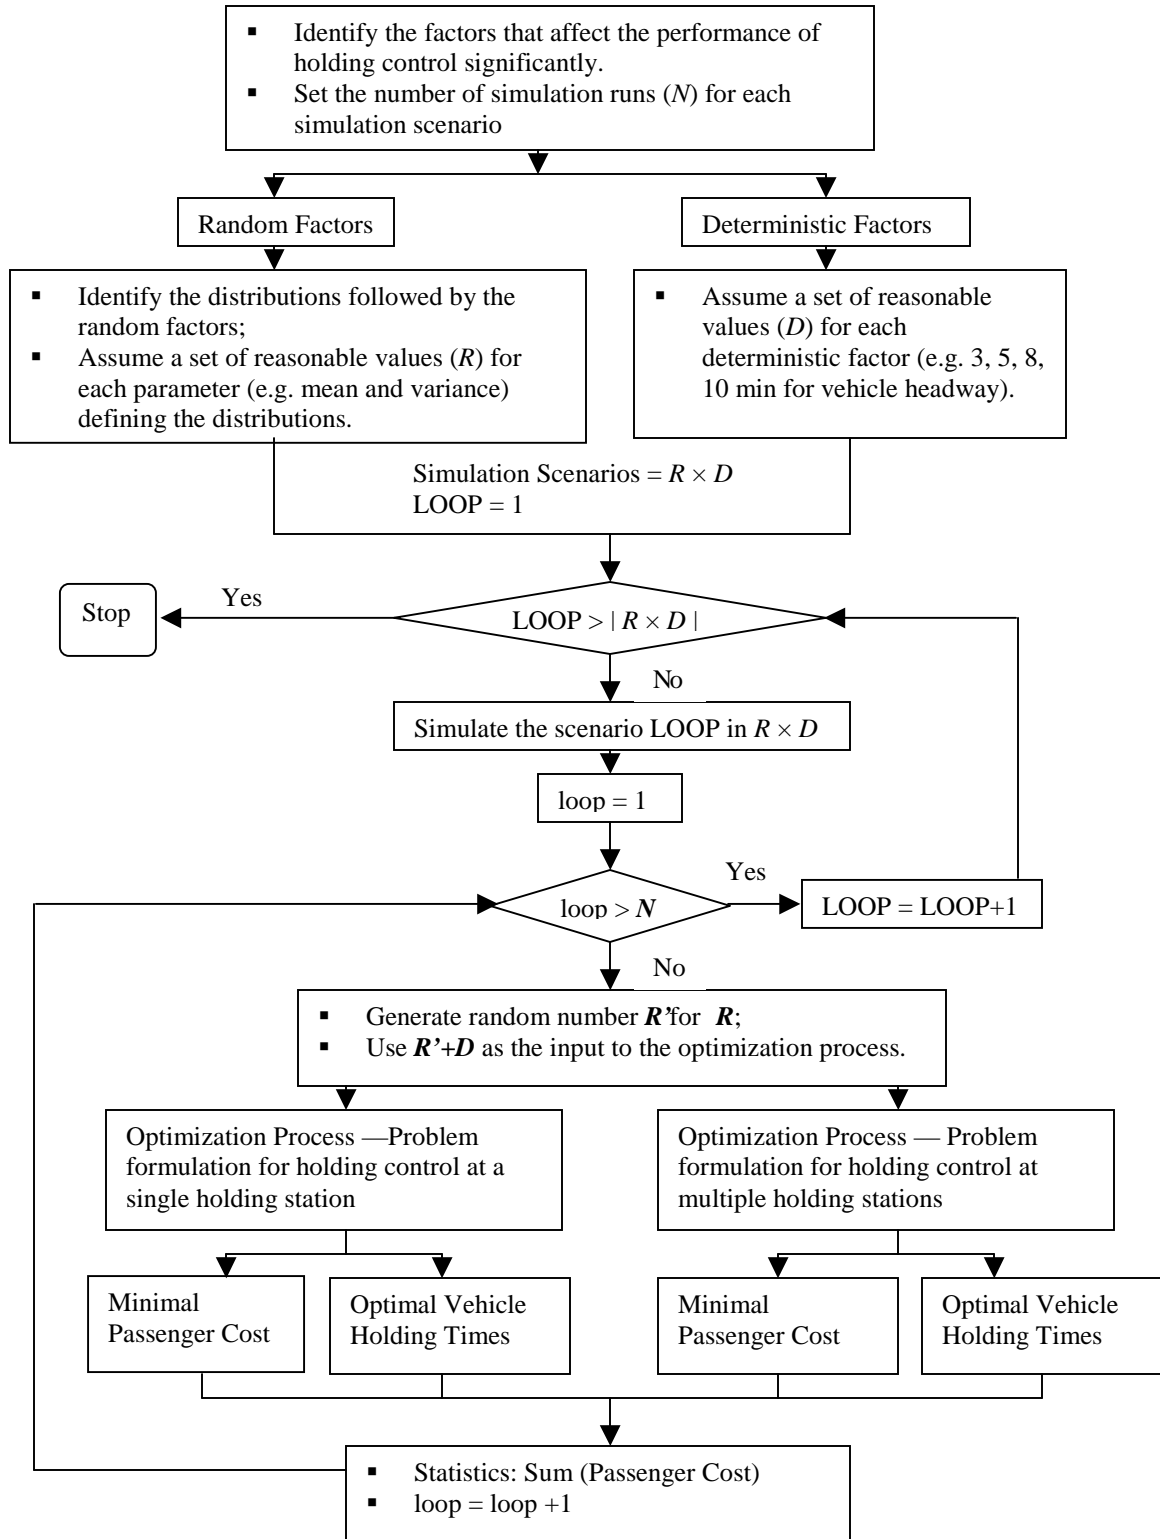 ▪ Identify the factors that affect the performance of
holding control significantly.
▪ Set the number of simulation runs (N) for each
simulation scenario
Random Factors
Deterministic Factors
▪ Identify the distributions followed by the
random factors;
▪ Assume a set of reasonable values (R) for
each parameter (e.g. mean and variance)
defining the distributions.
▪ Assume a set of reasonable
values (D) for each
deterministic factor (e.g. 3, 5, 8,
10 min for vehicle headway).
Simulation Scenarios = R × D
LOOP = 1
Stop
Yes
LOOP > | R × D |
No
Simulate the scenario LOOP in R × D
loop = 1
loop > N
Yes
LOOP = LOOP+1
No
▪ Generate random number R’for R;
▪ Use R’+D as the input to the optimization process.
Optimization Process —Problem
formulation for holding control at a
single holding station
Optimization Process — Problem
formulation for holding control at
multiple holding stations
Minimal
Passenger Cost
Optimal Vehicle
Holding Times
Minimal
Passenger Cost
Optimal Vehicle
Holding Times
▪ Statistics: Sum (Passenger Cost)
▪ loop = loop +1